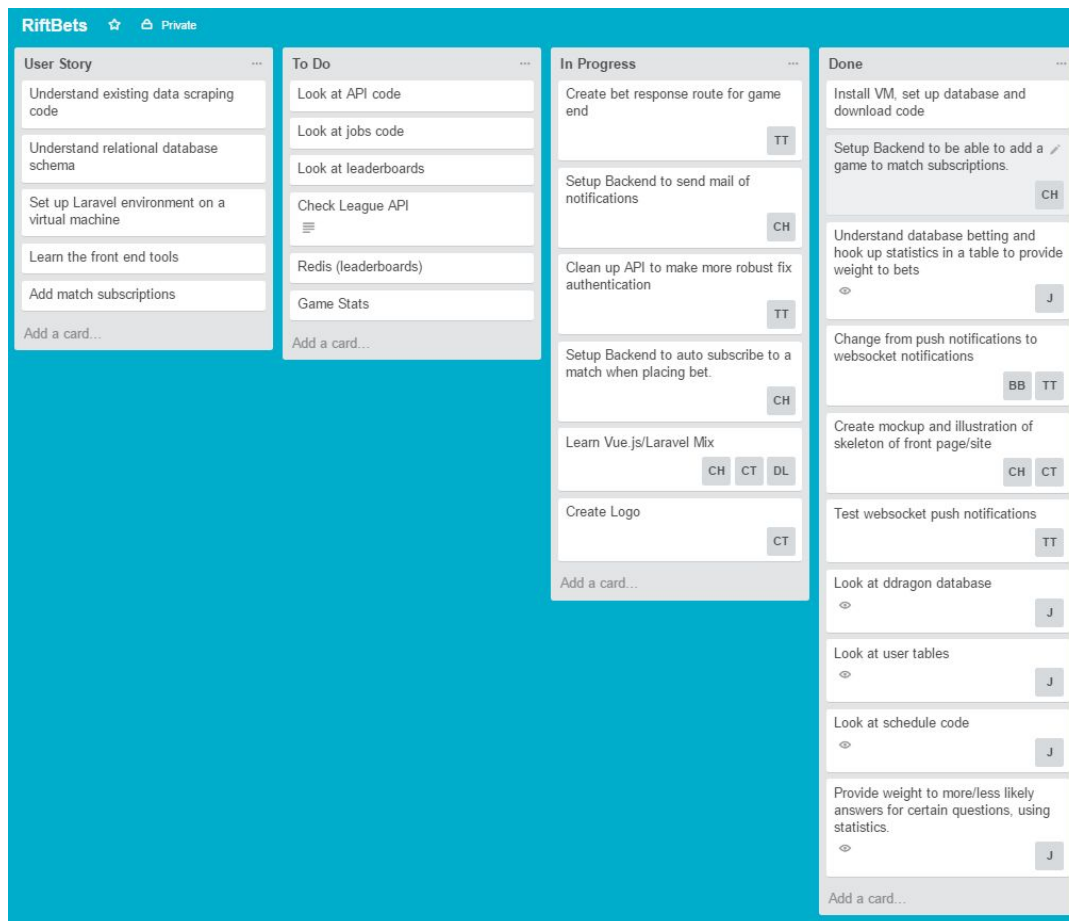 RiftBets
Private
User Story
Understand existing data scraping
code
Understand relational database
schema
Set up Laravel environment on a
virtual machine
Learn the front end tools
Add match subscriptions
Add a card...
To Do
Look at API code
Look at jobs code
Look at leaderboards
Check League API
Redis (leaderboards)
Game Stats
Add a card...
In Progress
Create bet response route for game
end
TT
Setup Backend to send mail of
notifications
CH
Clean up API to make more robust fix
authentication
TT
Setup Backend to auto subscribe to a
match when placing bet.
CH
Learn Vue.js/Laravel Mix
CH CT DL
Create Logo
CT
Add a card...
Done
Install VM, set up database and
download code
Setup Backend to be able to add a
game to match subscriptions.
CH
Understand database betting and
hook up statistics in a table to provide
weight to bets
J
Change from push notifications to
websocket notifications
BB TT
Create mockup and illustration of
skeleton of front page/site
CH CT
Test websocket push notifications
TT
Look at ddragon database
J
Look at user tables
J
Look at schedule code
J
Provide weight to more/less likely
answers for certain questions, using
statistics.
J
Add a card...